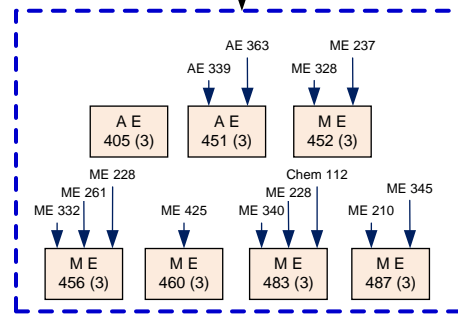 AE 363
ME 237
AE 339
ME 328
A E
405 (3)
A E
451 (3)
M E
452 (3)
ME 228
Chem 112
ME 261
ME 228
ME 345
ME 332
ME 425
ME 340
ME 210
M E
456 (3)
M E
460 (3)
M E
483 (3)
M E
487 (3)